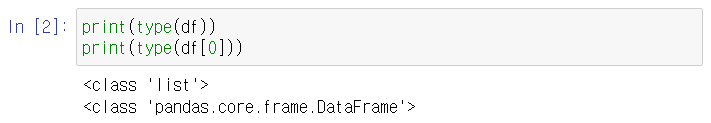 In [2]: print(type(df))
print(type(df[0]))
<class 'list'>
<class 'pandas.core.frame.DataFrame'>